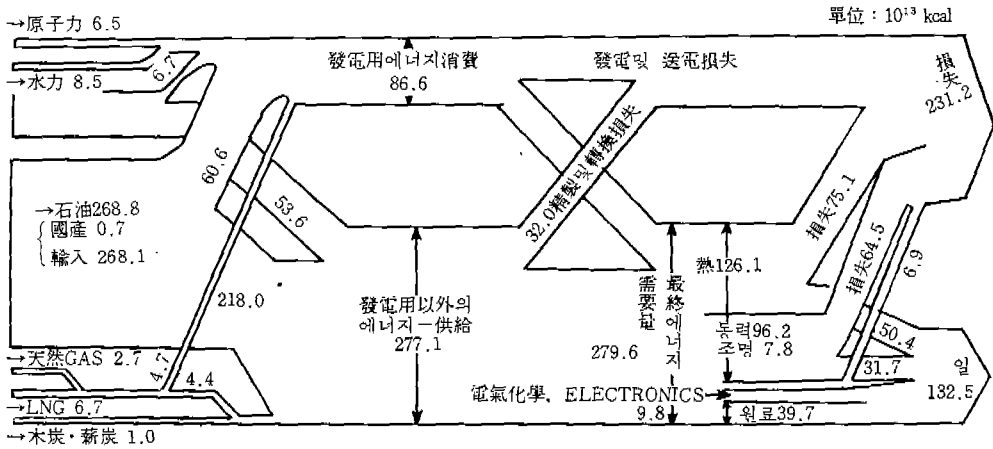 單位 : 10¹³ kcal
→原子力 6.5
6.7
→水力 8.5
發電用에너지消費
86.6
發電및 送電損失
損失
231.2
60.6
53.6
32.0精製및轉換損失
損失75.1
→石油268.8
國產 0.7
輸入 268.1
218.0
發電用以外의
에너지-供給
277.1
279.6
最終에너지
需要量
熱126.1
損失64.5
6.9
동력96.2
조명 7.8
50.4
31.7
일
132.5
→天然GAS 2.7
4.7
4.4
電氣化學, ELECTRONICS
9.8
→LNG 6.7
원료39.7
→木炭·薪炭 1.0